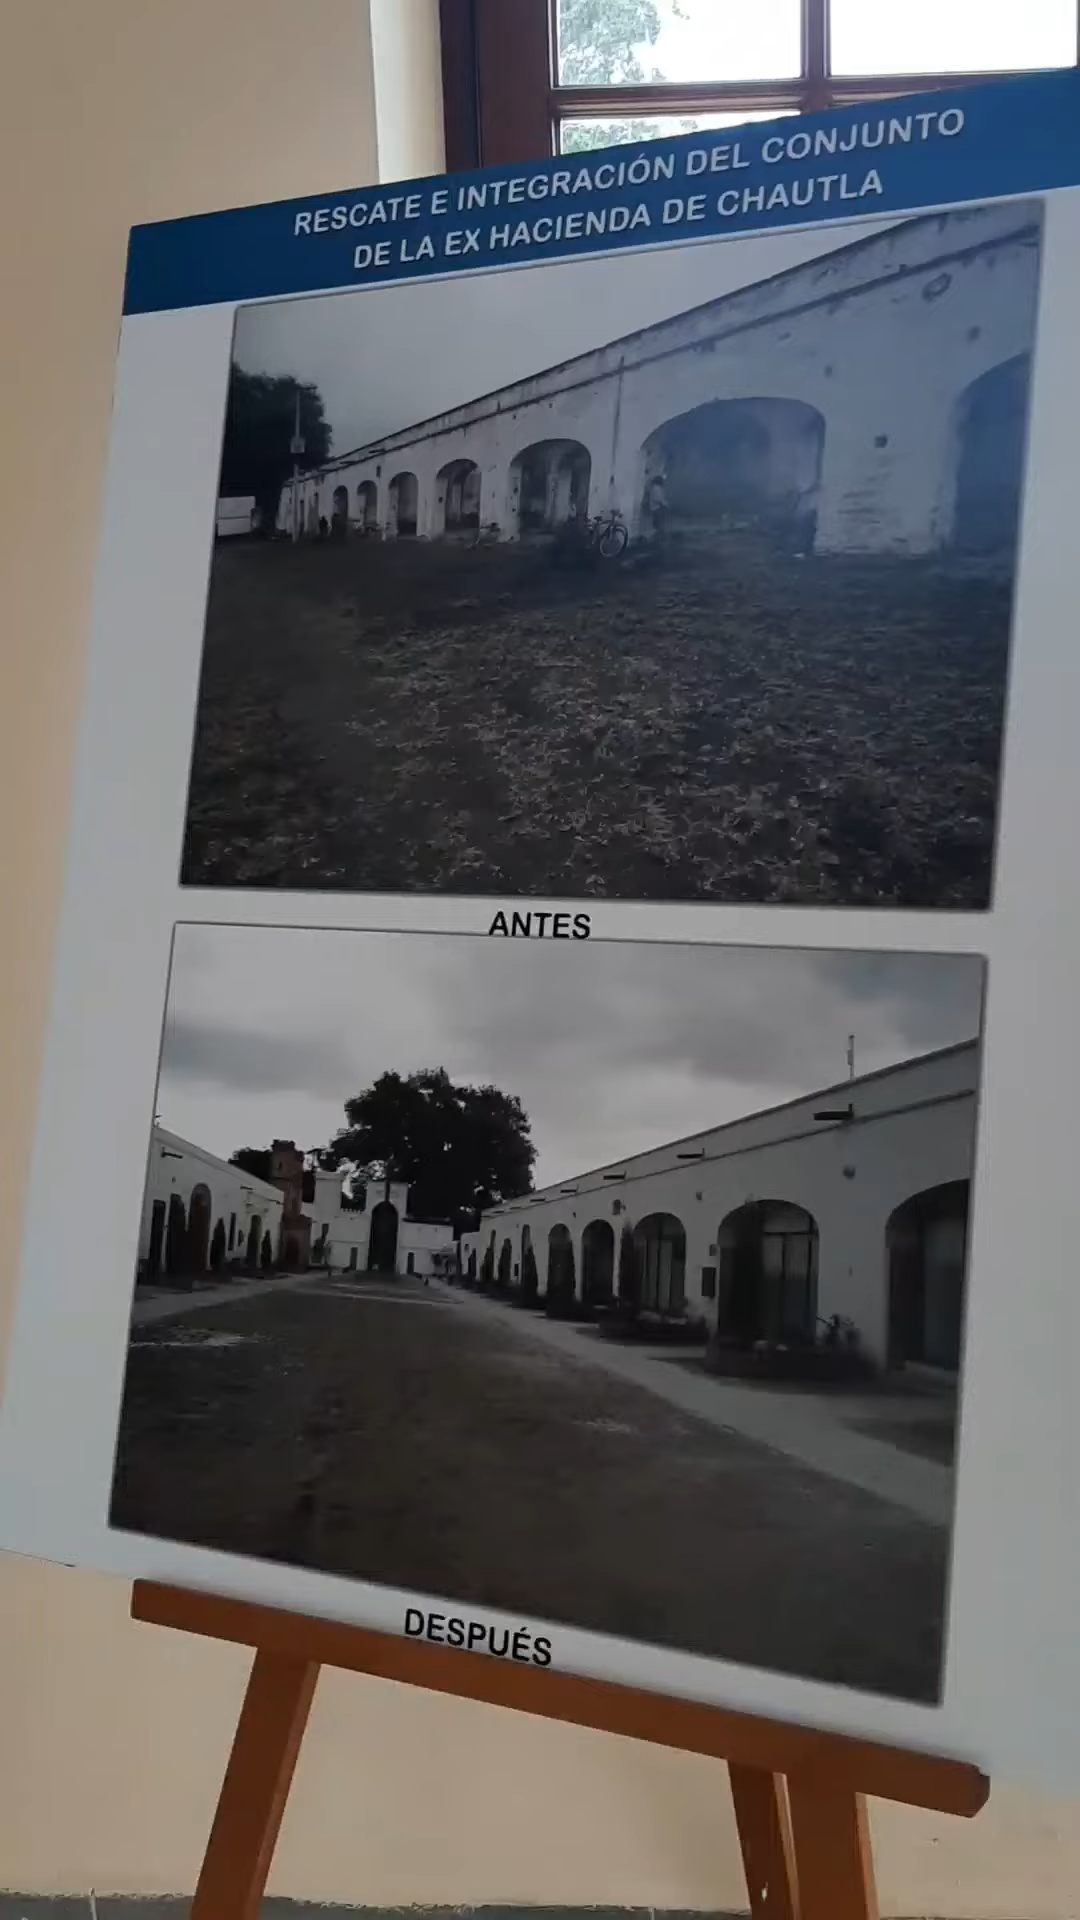 RESCATE E INTEGRACIÓN DEL CONJUNTO
DE LA EX HACIENDA DE CHAUTLA
ANTES
DESPUÉS